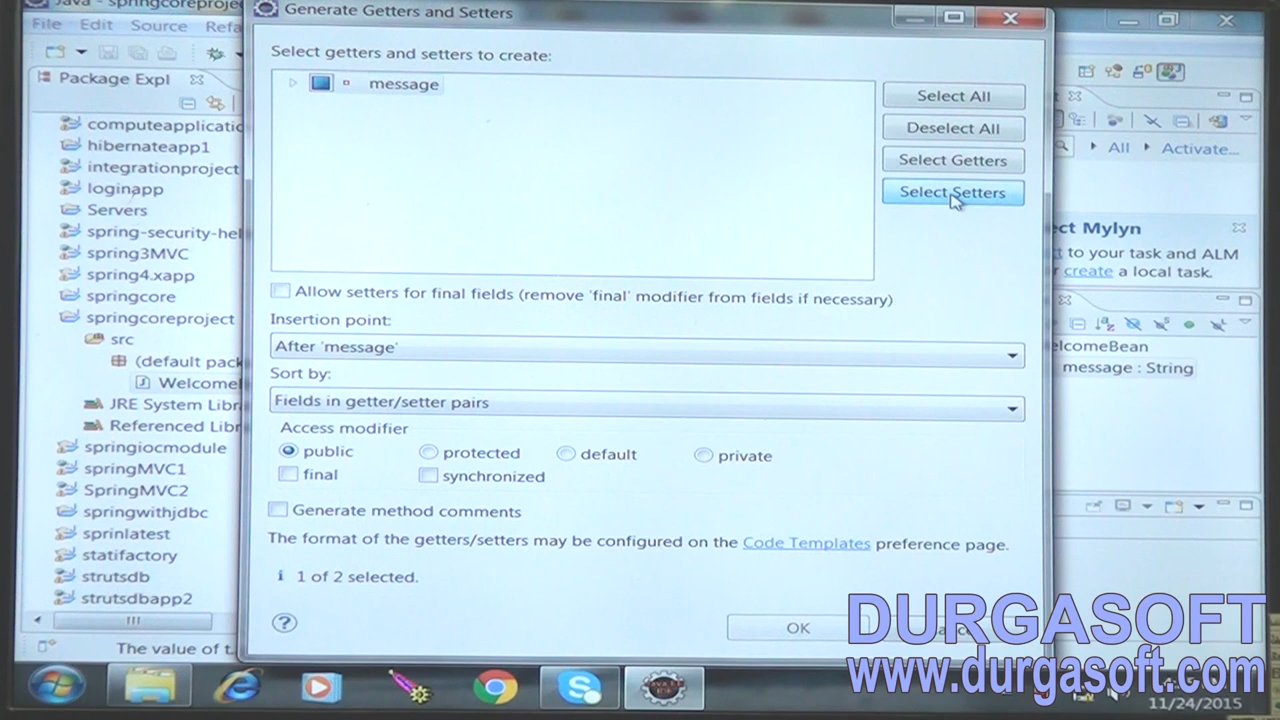 Java - springcoreproje
Generate Getters and Setters
File Edit Source Refa
Select getters and setters to create:
Package Expl
message
Select All
Deselect All
Select Getters
Select Setters
computeapplicatic
hibernateapp1
integrationproject
loginapp
Servers
spring-security-hel
spring3MVC
spring4.xapp
springcore
springcoreproject
src
(default pack
WelcomeB
JRE System Libr
Referenced Libr
springiocmodule
springMVC1
SpringMVC2
springwithjdbc
sprinlatest
statifactory
strutsdb
strutsdbapp2
The value of t
Allow setters for final fields (remove 'final' modifier from fields if necessary)
Insertion point:
After 'message'
Sort by:
Fields in getter/setter pairs
Access modifier
public protected default private
final synchronized
Generate method comments
The format of the getters/setters may be configured on the Code Templates preference page.
1 of 2 selected.
OK
All Activate...
ct Mylyn
to your task and ALM
r create a local task.
elcomeBean
message : String
DURGASOFT
www.durgasoft.com
11/24/2015